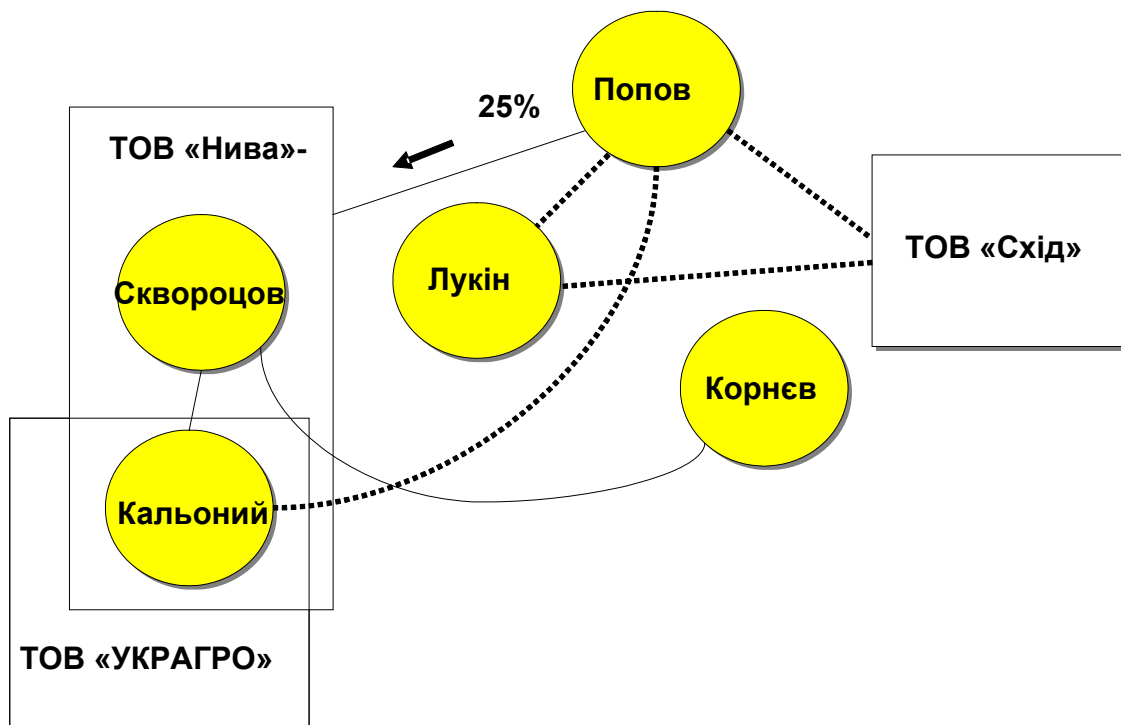 Попов
25%
ТОВ «Нива»-
ТОВ «Схід»
Лукін
Сквороцов
Корнєв
Кальоний
ТОВ «УКРАГРО»